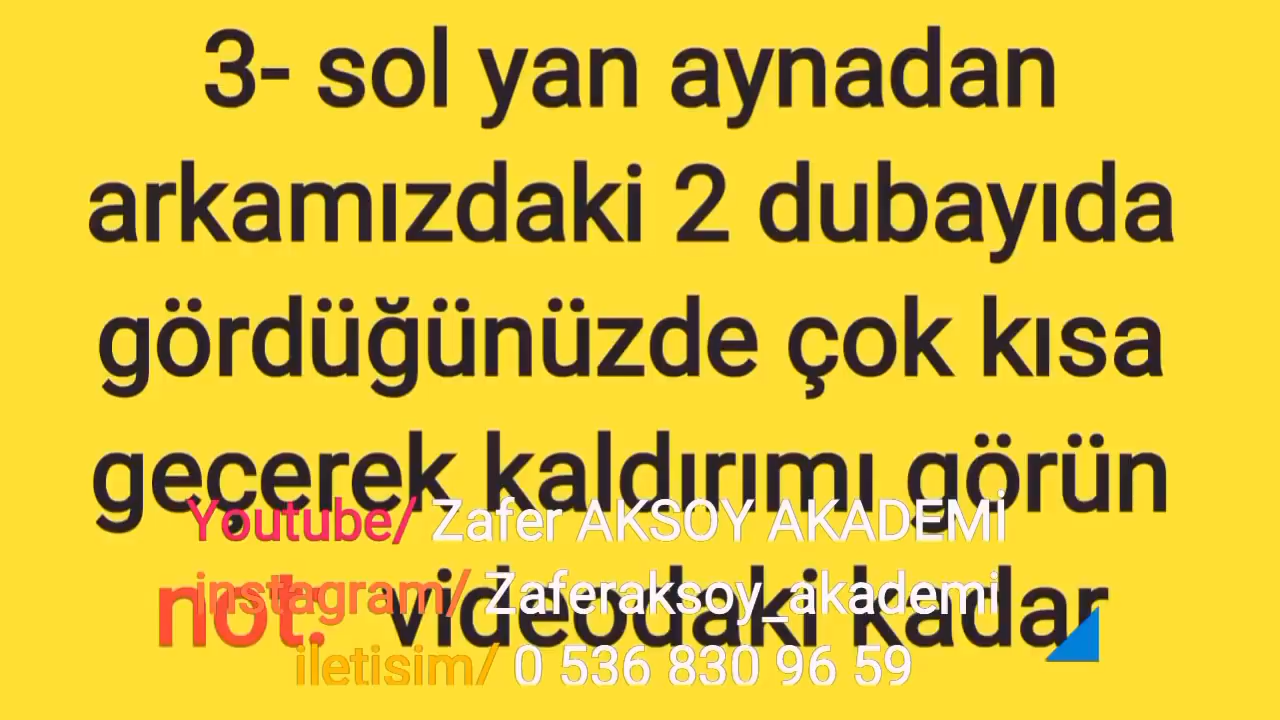 3- sol yan aynadan
arkamızdaki 2 dubayıda
gördüğünüzde çok kısa
geçerek kaldırımı görün
Youtube/ Zafer AKSOY AKADEMİ
not: videodaki kadar
instagram/ Zaferaksoy_akademi
iletisim/ 0 536 830 96 59